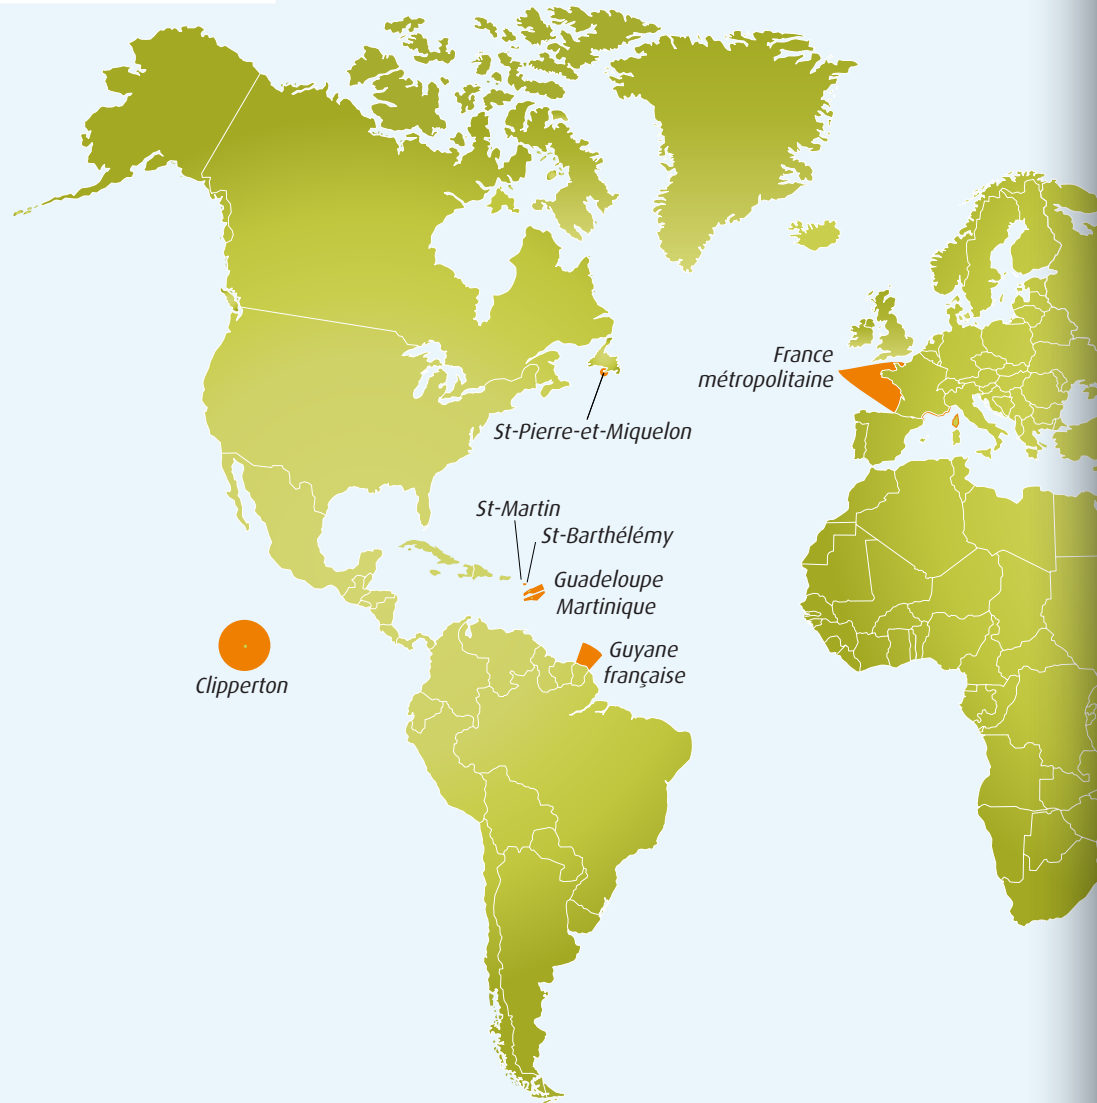 France
métropolitaine
St-Pierre-et-Miquelon
St-Martin
St-Barthélémy
Guadeloupe
Martinique
Guyane
française
Clipperton